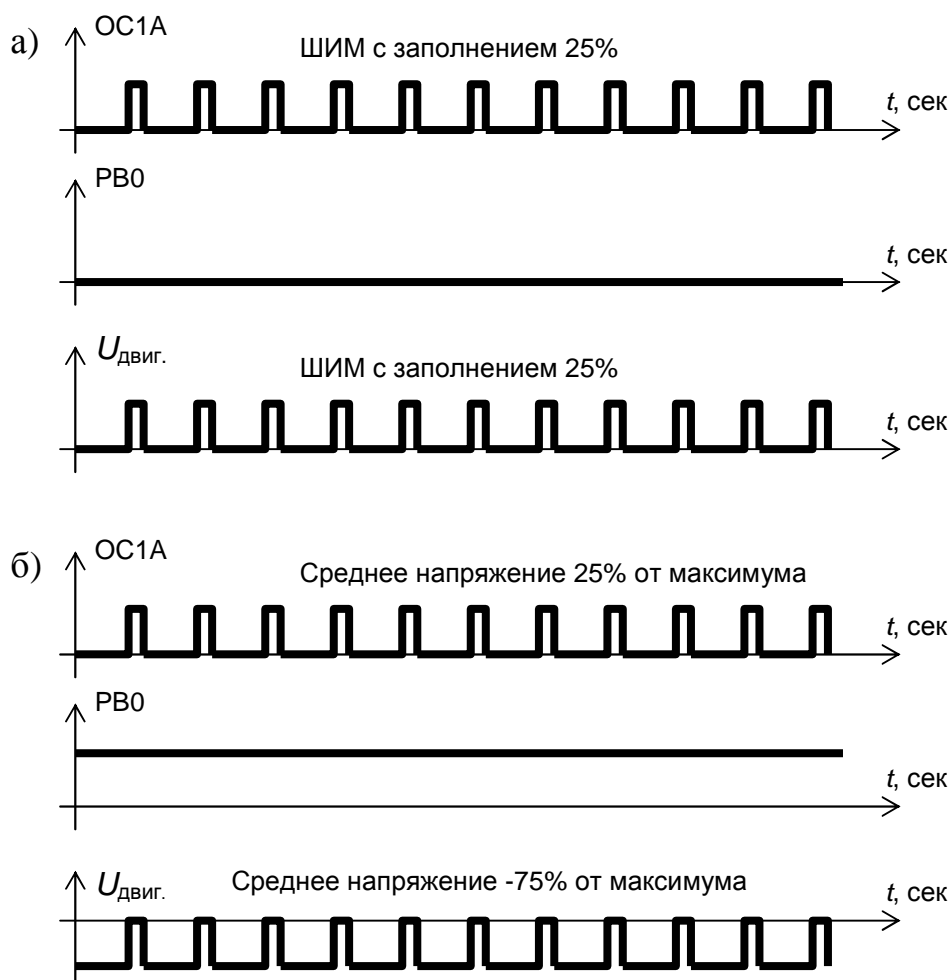 а)
OC1A
ШИМ с заполнением 25%
t, сек
PB0
t, сек
Uдвиг.
ШИМ с заполнением 25%
t, сек
б)
OC1A
Среднее напряжение 25% от максимума
t, сек
PB0
t, сек
Uдвиг.
Среднее напряжение -75% от максимума
t, сек